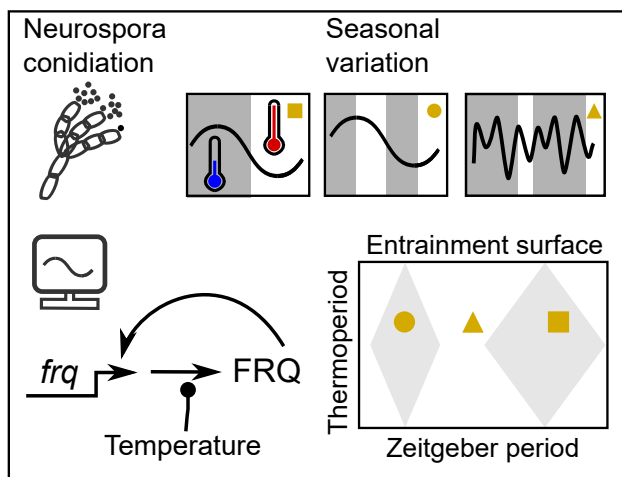 Neurospora
conidiation
Seasonal
variation
Entrainment surface
Thermoperiod
Zeitgeber period
frq
FRQ
Temperature